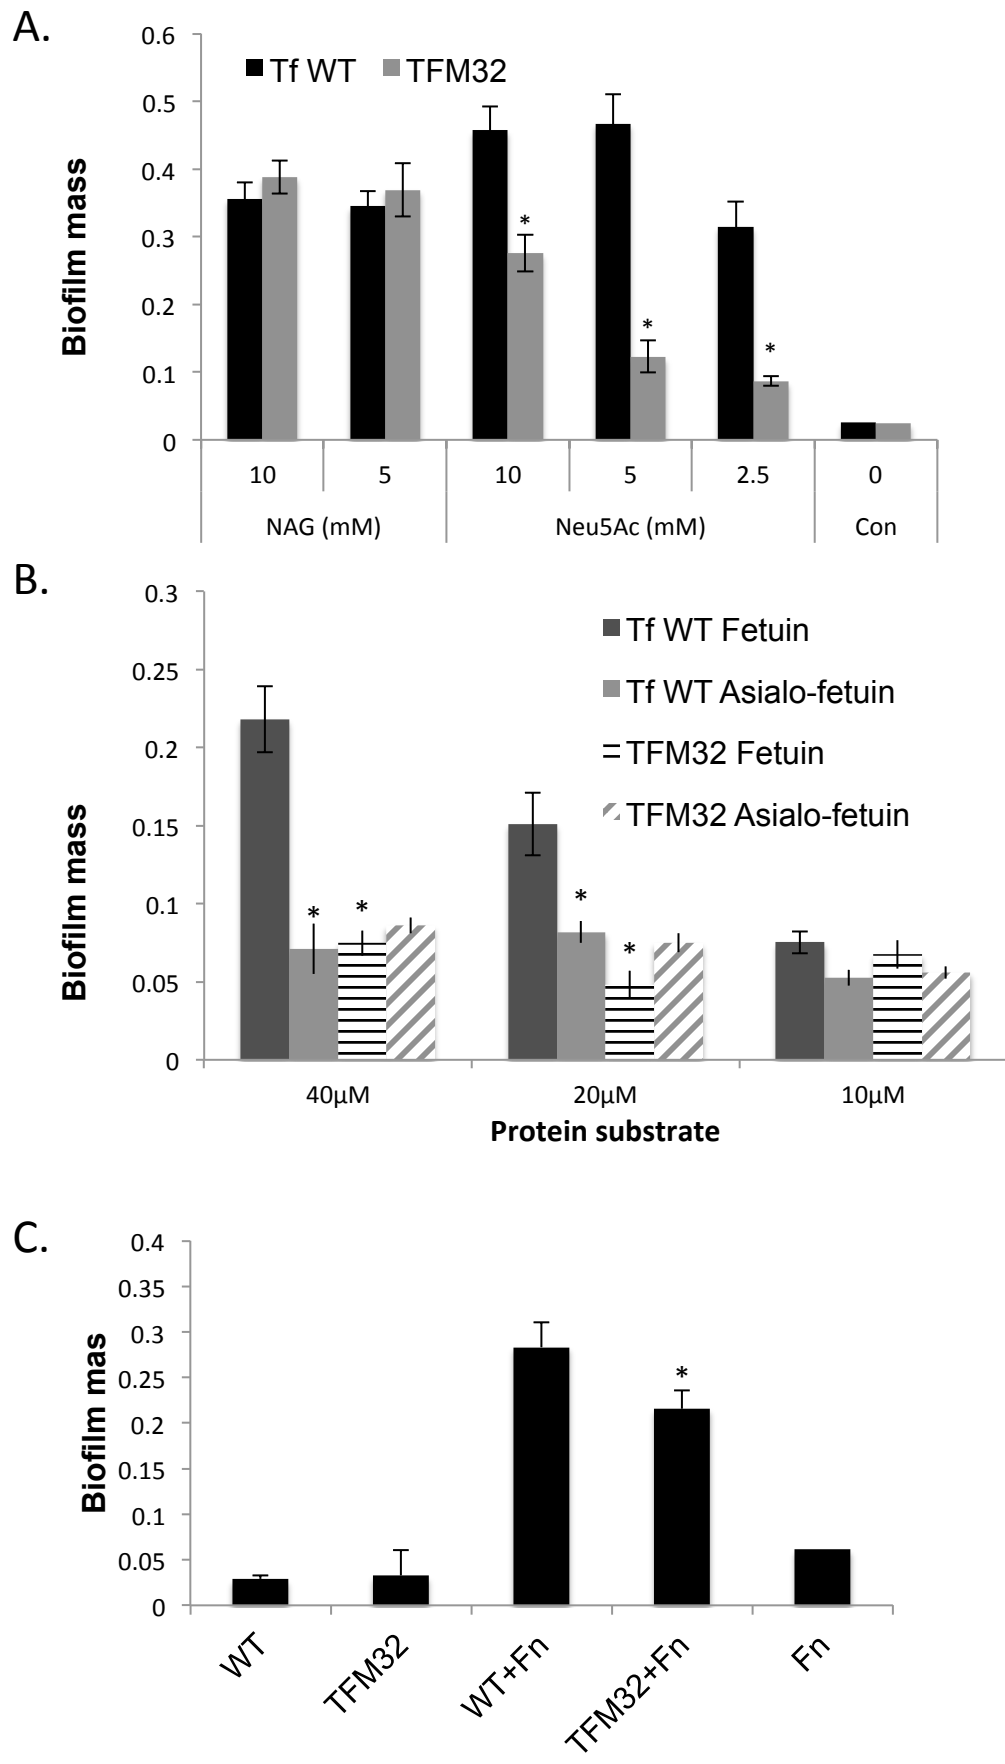 A.
0.6
0.5
0.4
0.3
0.2
0.1
0
Biofilm mass
Tf WT TFM32
*
*
*
10 5 10 5 2.5 0
NAG (mM) Neu5Ac (mM) Con
B.
0.3
0.25
0.2
0.15
0.1
0.05
0
Biofilm mass
Tf WT Fetuin
Tf WT Asialo-fetuin
TFM32 Fetuin
TFM32 Asialo-fetuin
* *
*
*
40µM 20µM 10µM
Protein substrate
C.
0.4
0.35
0.3
0.25
0.2
0.15
0.1
0.05
0
Biofilm mas
*
WT TFM32 WT+Fn TFM32+Fn Fn